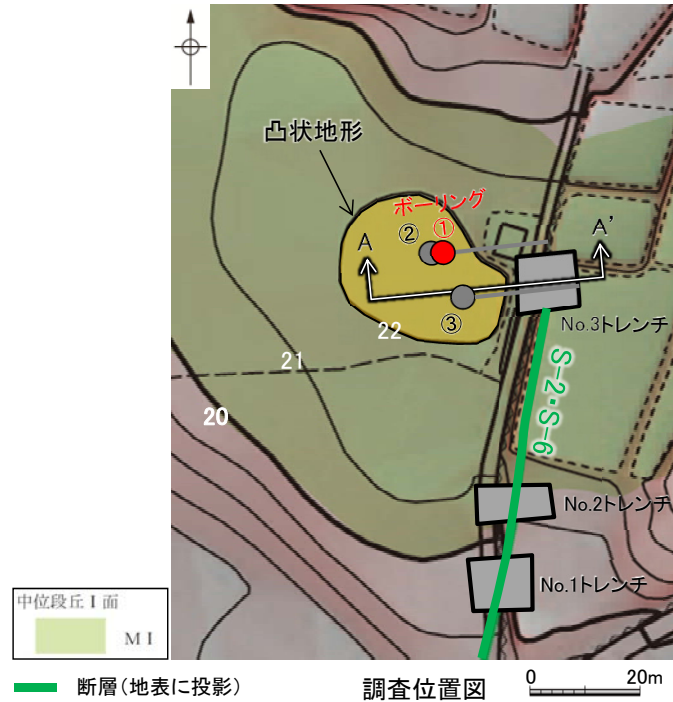 凸状地形
ボーリング
②
①
A
A'
③
No.3トレンチ
22
21
20
S-2・S-6
No.2トレンチ
No.1トレンチ
中位段丘Ⅰ面
MⅠ
断層(地表に投影)
調査位置図
0
20m